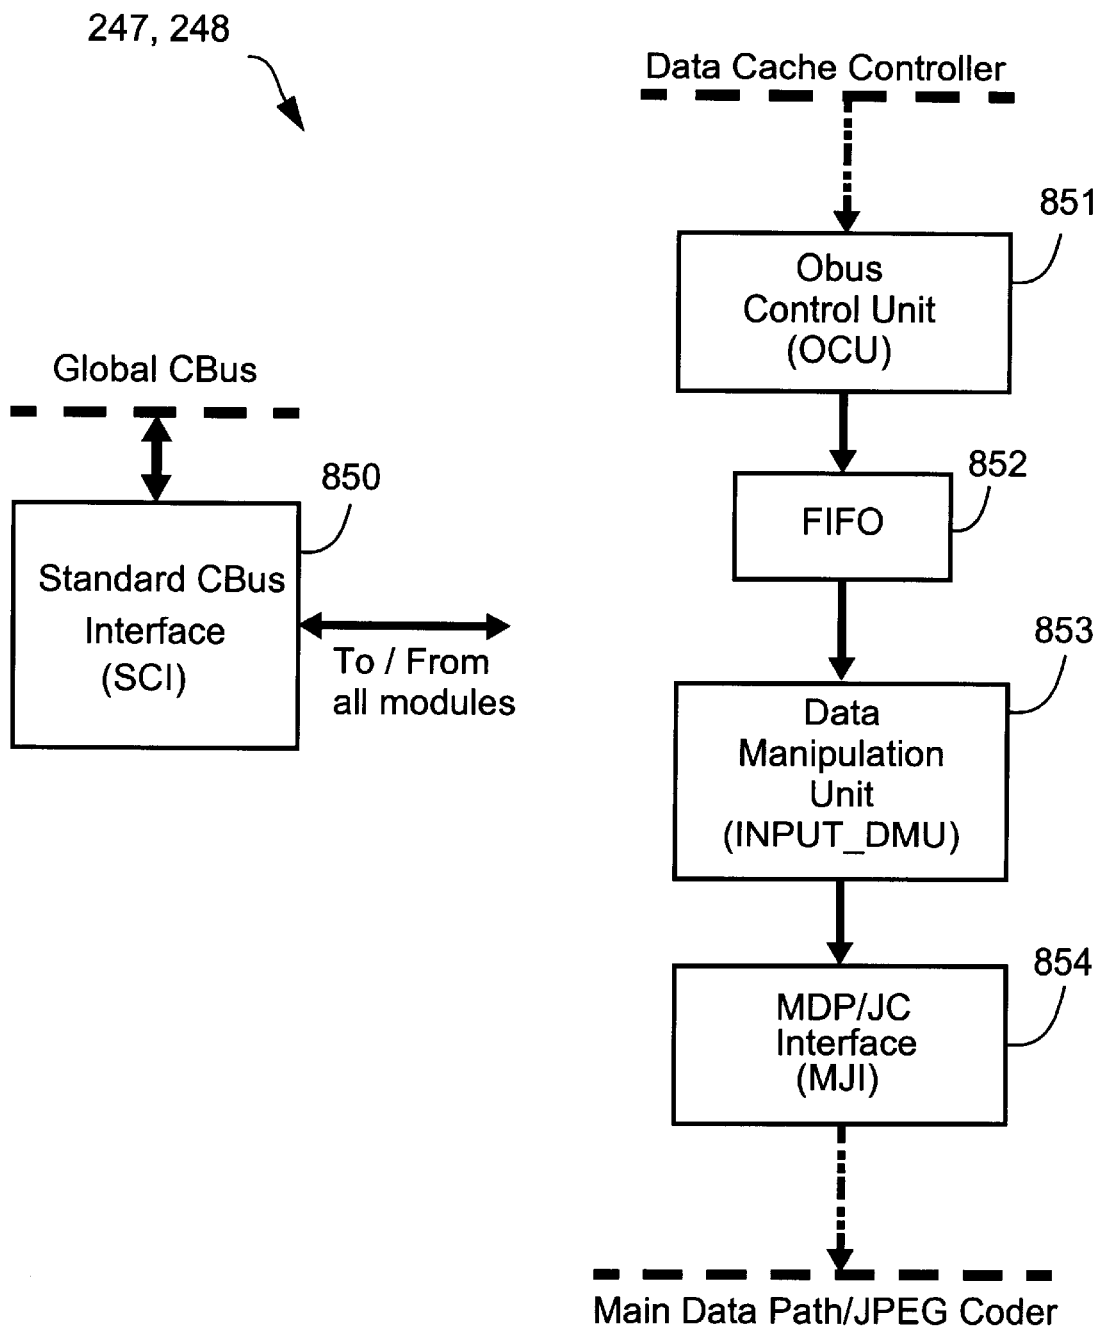 247, 248
Data Cache Controller
851
Obus
Control Unit
(OCU)
Global CBus
850
852
FIFO
Standard CBus
Interface
(SCI)
To / From
all modules
853
Data
Manipulation
Unit
(INPUT_DMU)
854
MDP/JC
Interface
(MJI)
Main Data Path/JPEG Coder